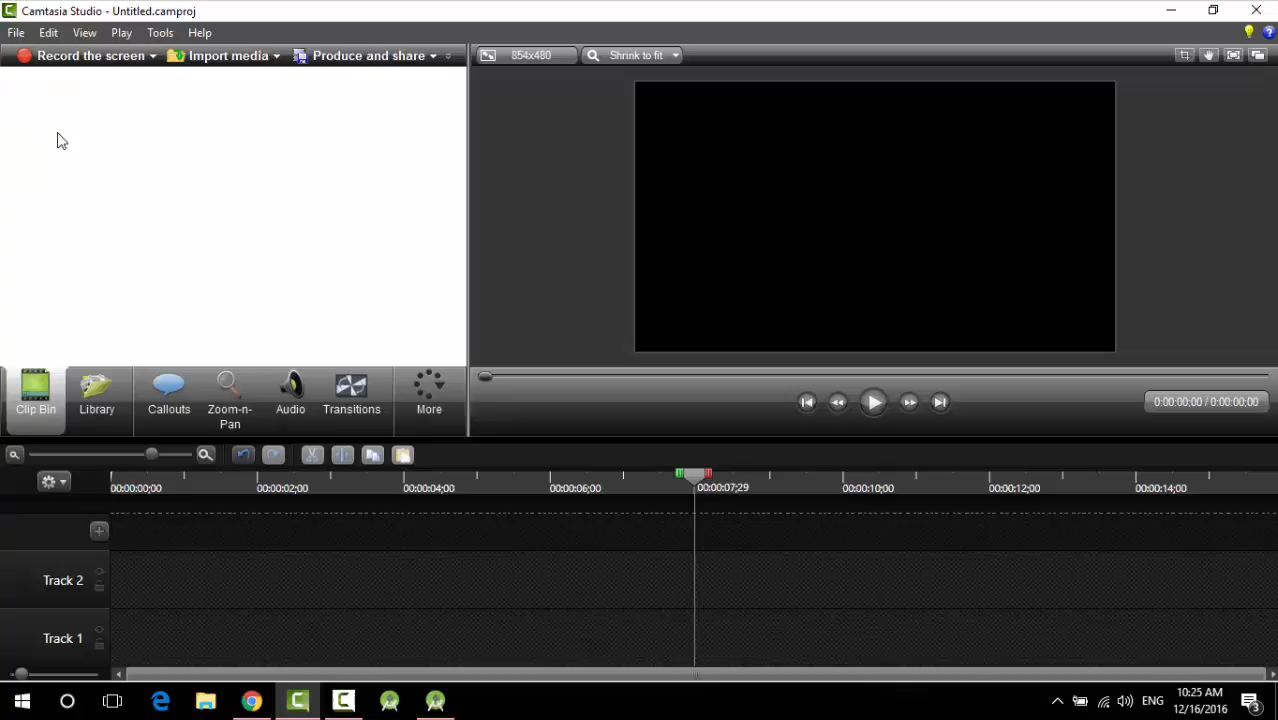 Camtasia Studio - Untitled.camproj
File Edit View Play Tools Help
Record the screen Import media Produce and share
854x480 Shrink to fit
Clip Bin Library Callouts Zoom-n-Pan Audio Transitions More
0:00:00;00 / 0:00:00;00
00:00:00;00 00:00:02;00 00:00:04;00 00:00:06;00 00:00:07;29 00:00:10;00 00:00:12;00 00:00:14;00
Track 2
Track 1
ENG
10:25 AM
12/16/2016
3